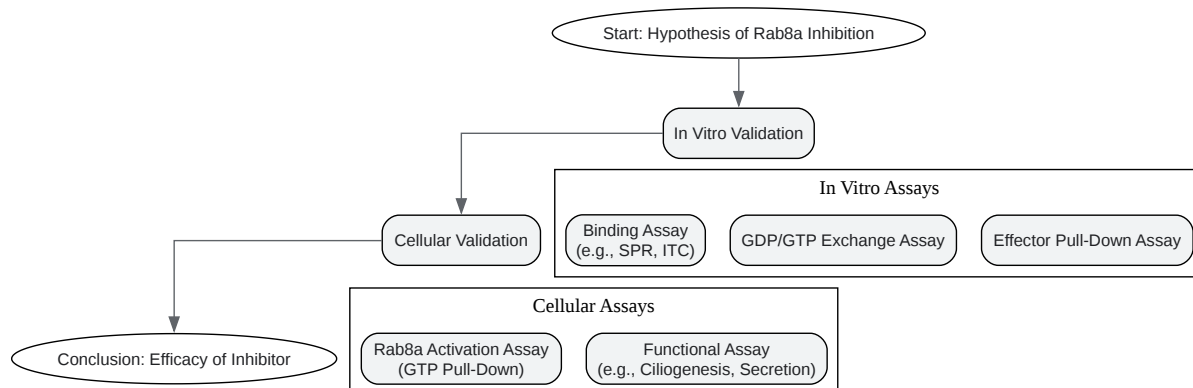 Start: Hypothesis of Rab8a Inhibition
In Vitro Validation
In Vitro Assays
Binding Assay
(e.g., SPR, ITC)
GDP/GTP Exchange Assay
Effector Pull-Down Assay
Cellular Validation
Cellular Assays
Rab8a Activation Assay
(GTP Pull-Down)
Functional Assay
(e.g., Ciliogenesis, Secretion)
Conclusion: Efficacy of Inhibitor